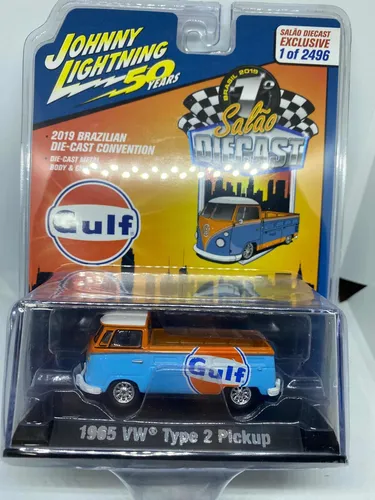 JOHNNY
LIGHTNING
50 YEARS
SALÃO DIECAST
EXCLUSIVE
1 of 2496
BRASIL 2019
1º
Salão
DIECAST
• 2019 BRAZILIAN
DIE-CAST CONVENTION
• DIE-CAST METAL
BODY &
Gulf
Gulf
1965 VW® Type 2 Pickup